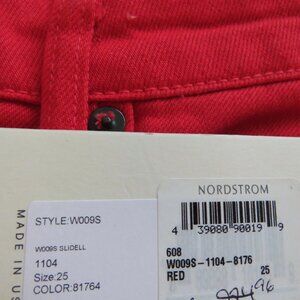 STYLE:W009S
W009S SLIDELL
1104
Size:25
COLOR:81764
MADE IN US
NORDSTROM
4 39080 90019 9
608
W009S-1104-8176
RED 25